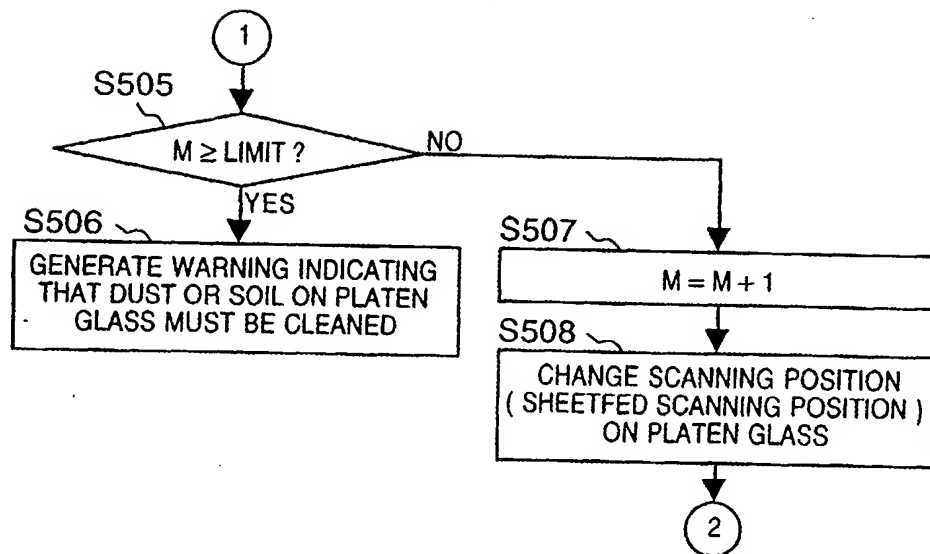 1
S505
M ≥ LIMIT ?
NO
YES
S506
GENERATE WARNING INDICATING
THAT DUST OR SOIL ON PLATEN
GLASS MUST BE CLEANED
S507
M = M + 1
S508
CHANGE SCANNING POSITION
( SHEETFED SCANNING POSITION )
ON PLATEN GLASS
2